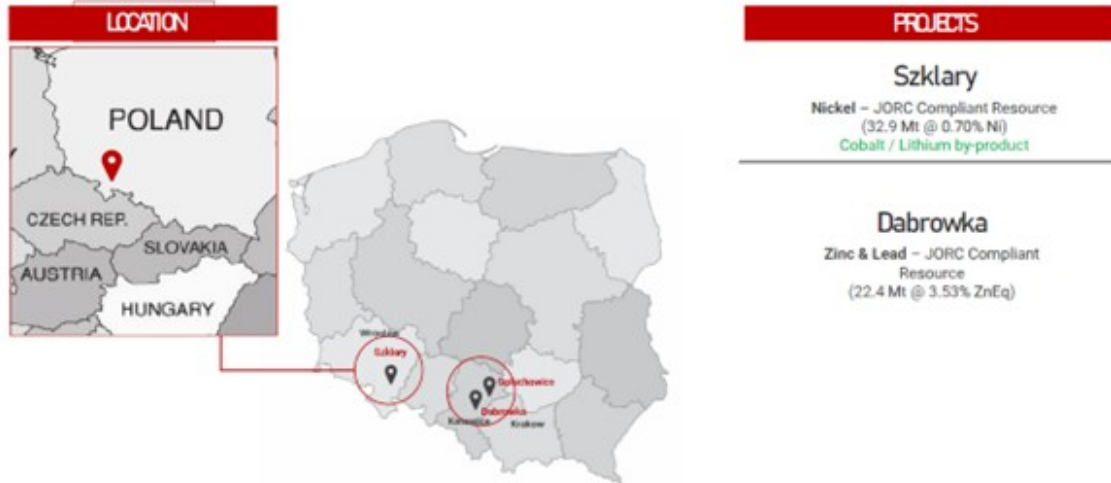 LOCATION
POLAND
CZECH REP.
SLOVAKIA
AUSTRIA
HUNGARY
Wroclaw
Szklary
Goluchowice
Dabrowka
Katowice
Krakow
PROJECTS
Szklary
Nickel – JORC Compliant Resource
(32.9 Mt @ 0.70% Ni)
Cobalt / Lithium by-product
Dabrowka
Zinc & Lead – JORC Compliant
Resource
(22.4 Mt @ 3.53% ZnEq)